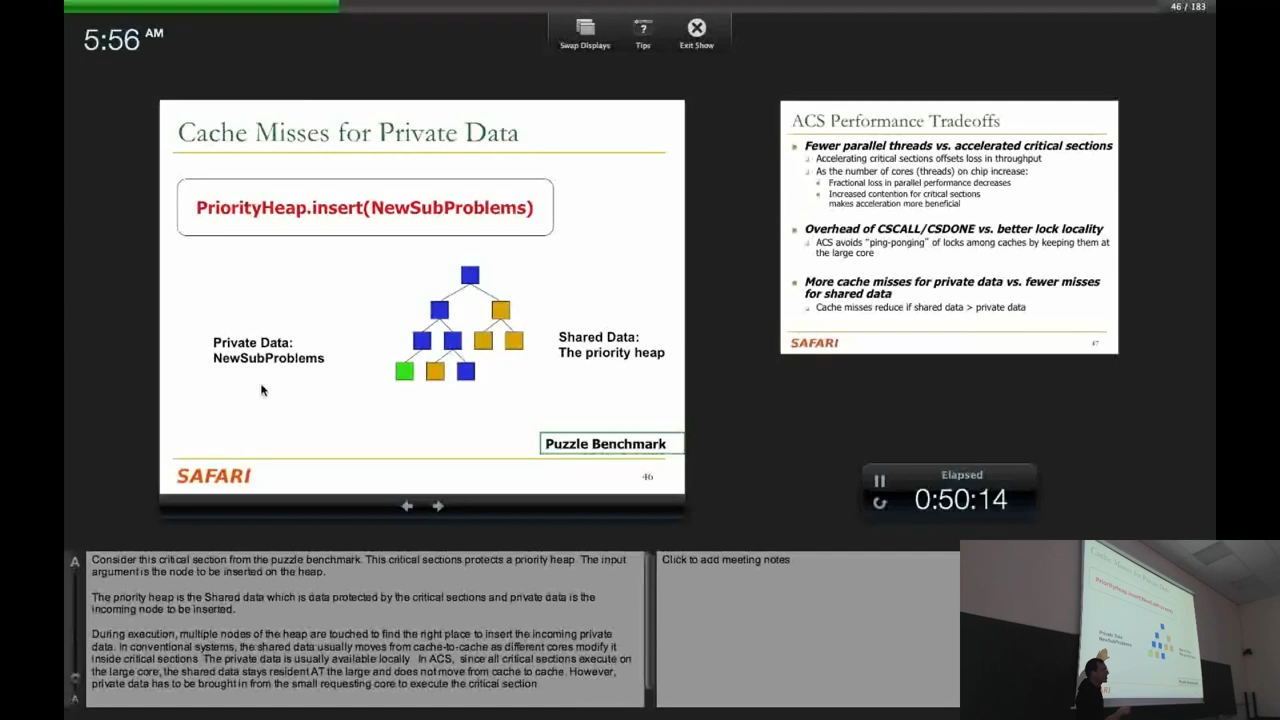 46 / 183
5:56 AM
Swap Displays
Tips
Exit Show
Cache Misses for Private Data
PriorityHeap.insert(NewSubProblems)
Private Data:
NewSubProblems
Shared Data:
The priority heap
Puzzle Benchmark
SAFARI
46
ACS Performance Tradeoffs
Fewer parallel threads vs. accelerated critical sections
Accelerating critical sections offsets loss in throughput
As the number of cores (threads) on chip increase:
Fractional loss in parallel performance decreases
Increased contention for critical sections
makes acceleration more beneficial
Overhead of CSCALL/CSDONE vs. better lock locality
ACS avoids "ping-ponging" of locks among caches by keeping them at
the large core
More cache misses for private data vs. fewer misses
for shared data
Cache misses reduce if shared data > private data
SAFARI
47
Elapsed
0:50:14
A
A
Consider this critical section from the puzzle benchmark. This critical sections protects a priority heap. The input
argument is the node to be inserted on the heap.
The priority heap is the Shared data which is data protected by the critical sections and private data is the
incoming node to be inserted.
During execution, multiple nodes of the heap are touched to find the right place to insert the incoming private
data. In conventional systems, the shared data usually moves from cache-to-cache as different cores modify it
inside critical sections. The private data is usually available locally. In ACS, since all critical sections execute on
the large core, the shared data stays resident AT the large and does not move from cache to cache. However,
private data has to be brought in from the small requesting core to execute the critical section
Click to add meeting notes
Cache Misses for Private Data
PriorityHeap.insert(NewSubProblems)
Private Data:
NewSubProblems